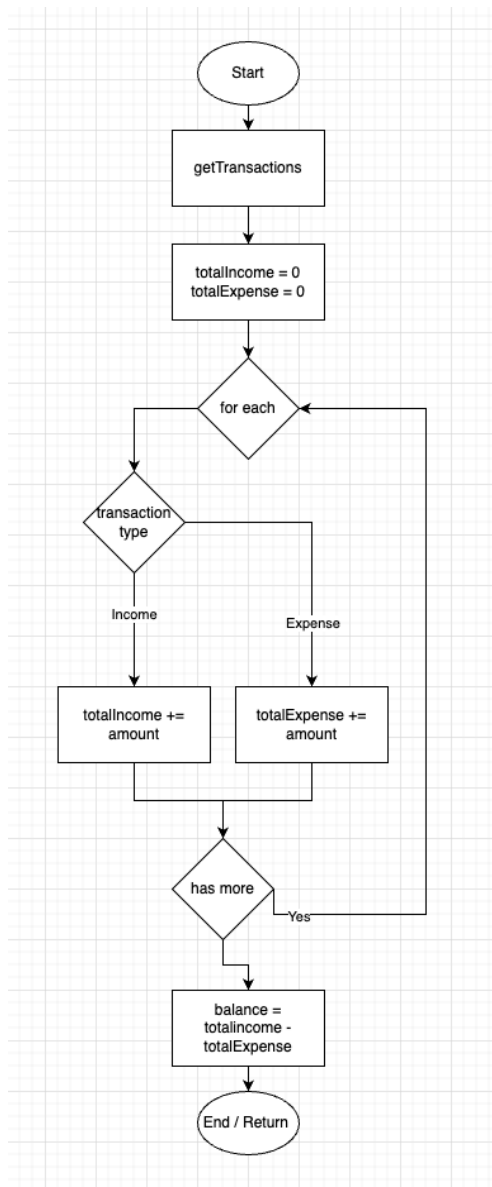 Start
getTransactions
totalIncome = 0
totalExpense = 0
for each
transaction
type
Income
Expense
totalIncome +=
amount
totalExpense +=
amount
has more
Yes
balance =
totalincome -
totalExpense
End / Return